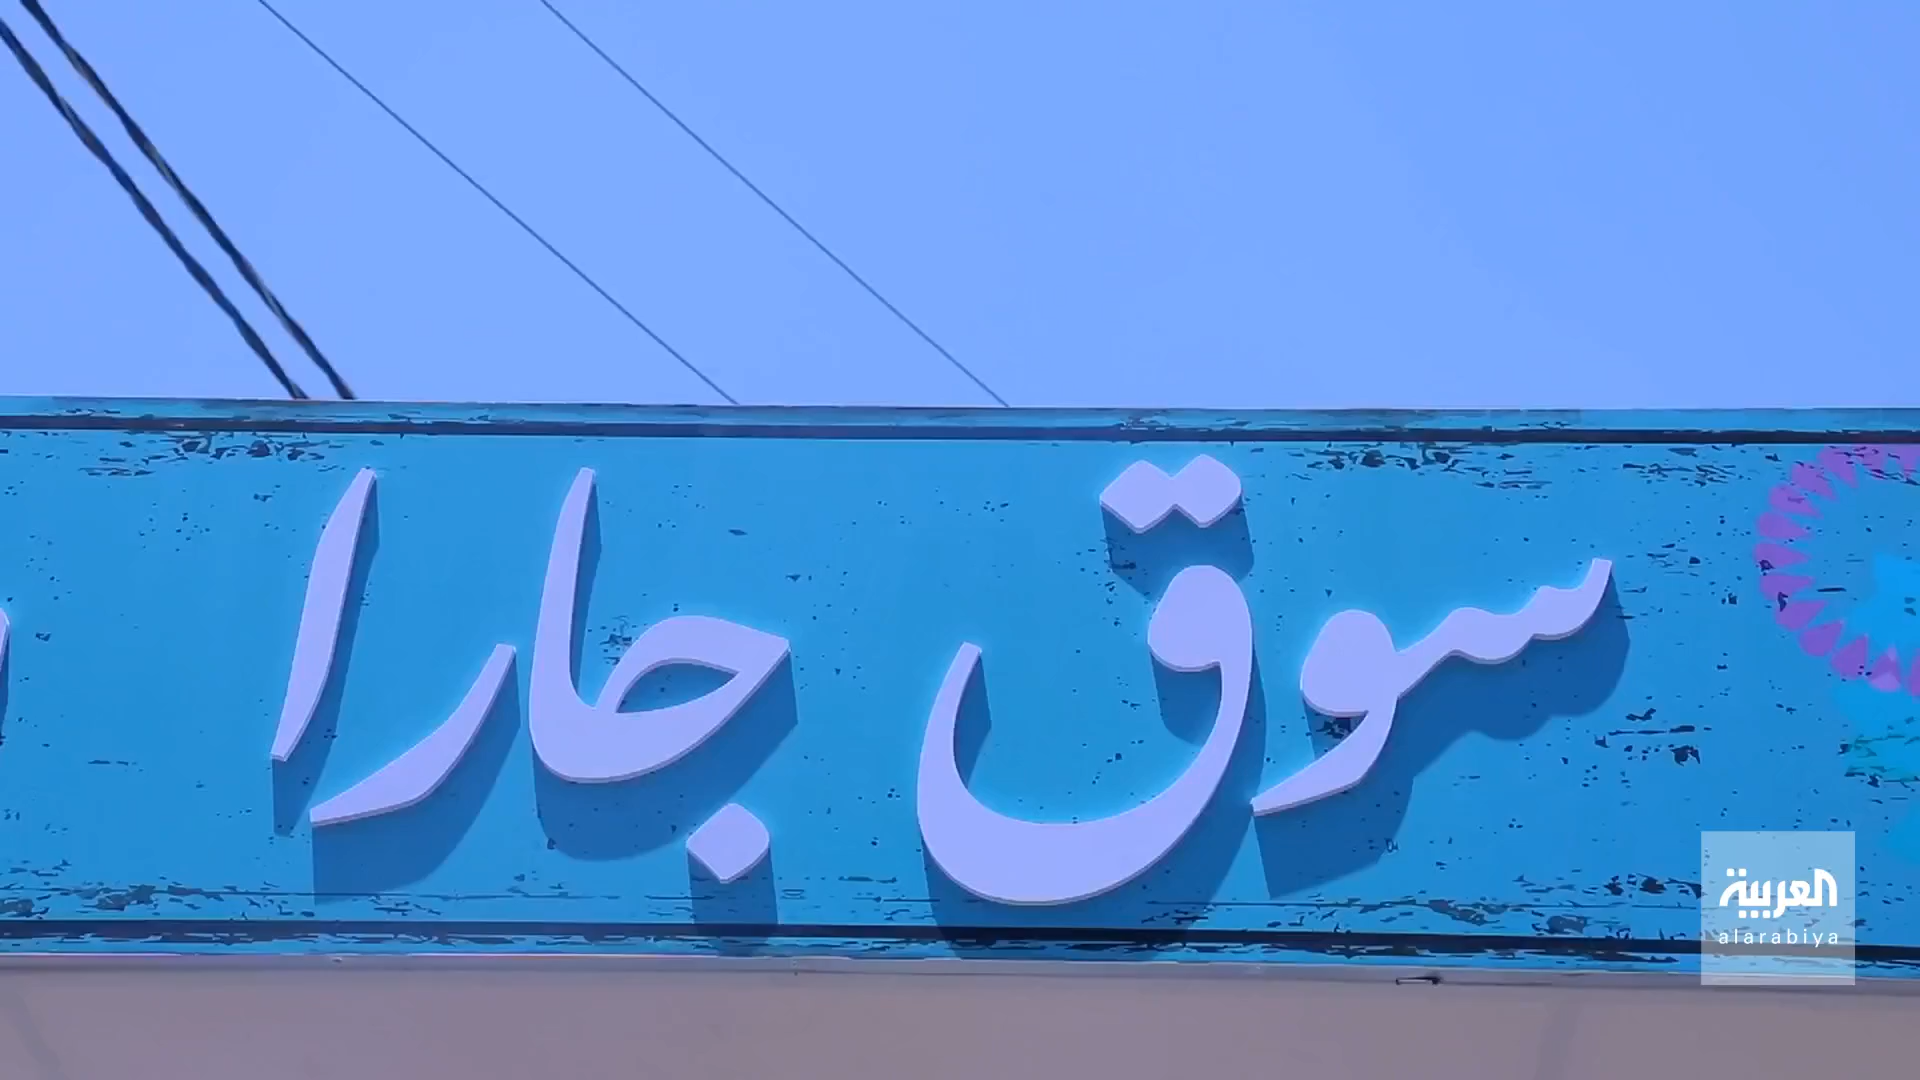 سوق جارا
العربية
alarabiya